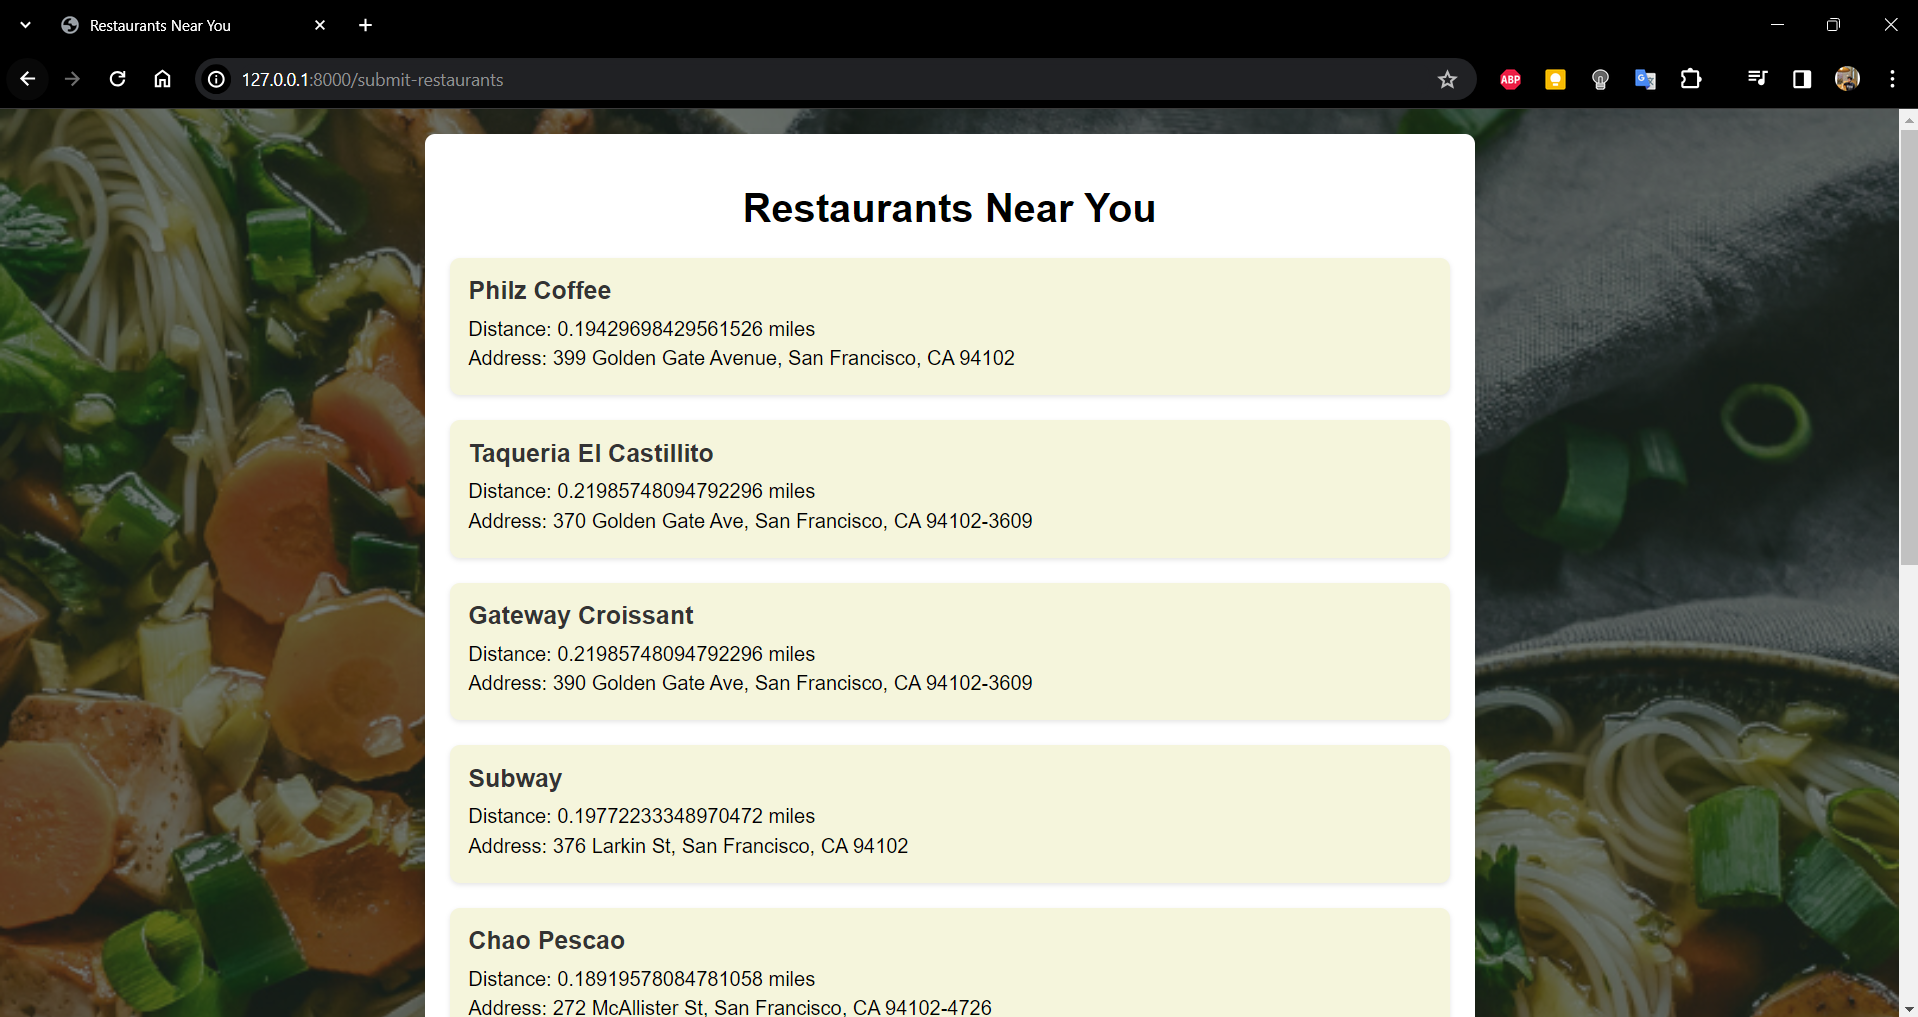 Restaurants Near You
127.0.0.1:8000/submit-restaurants
ABP
G
Restaurants Near You
Philz Coffee
Distance: 0.19429698429561526 miles
Address: 399 Golden Gate Avenue, San Francisco, CA 94102
Taqueria El Castillito
Distance: 0.21985748094792296 miles
Address: 370 Golden Gate Ave, San Francisco, CA 94102-3609
Gateway Croissant
Distance: 0.21985748094792296 miles
Address: 390 Golden Gate Ave, San Francisco, CA 94102-3609
Subway
Distance: 0.19772233348970472 miles
Address: 376 Larkin St, San Francisco, CA 94102
Chao Pescao
Distance: 0.18919578084781058 miles
Address: 272 McAllister St, San Francisco, CA 94102-4726